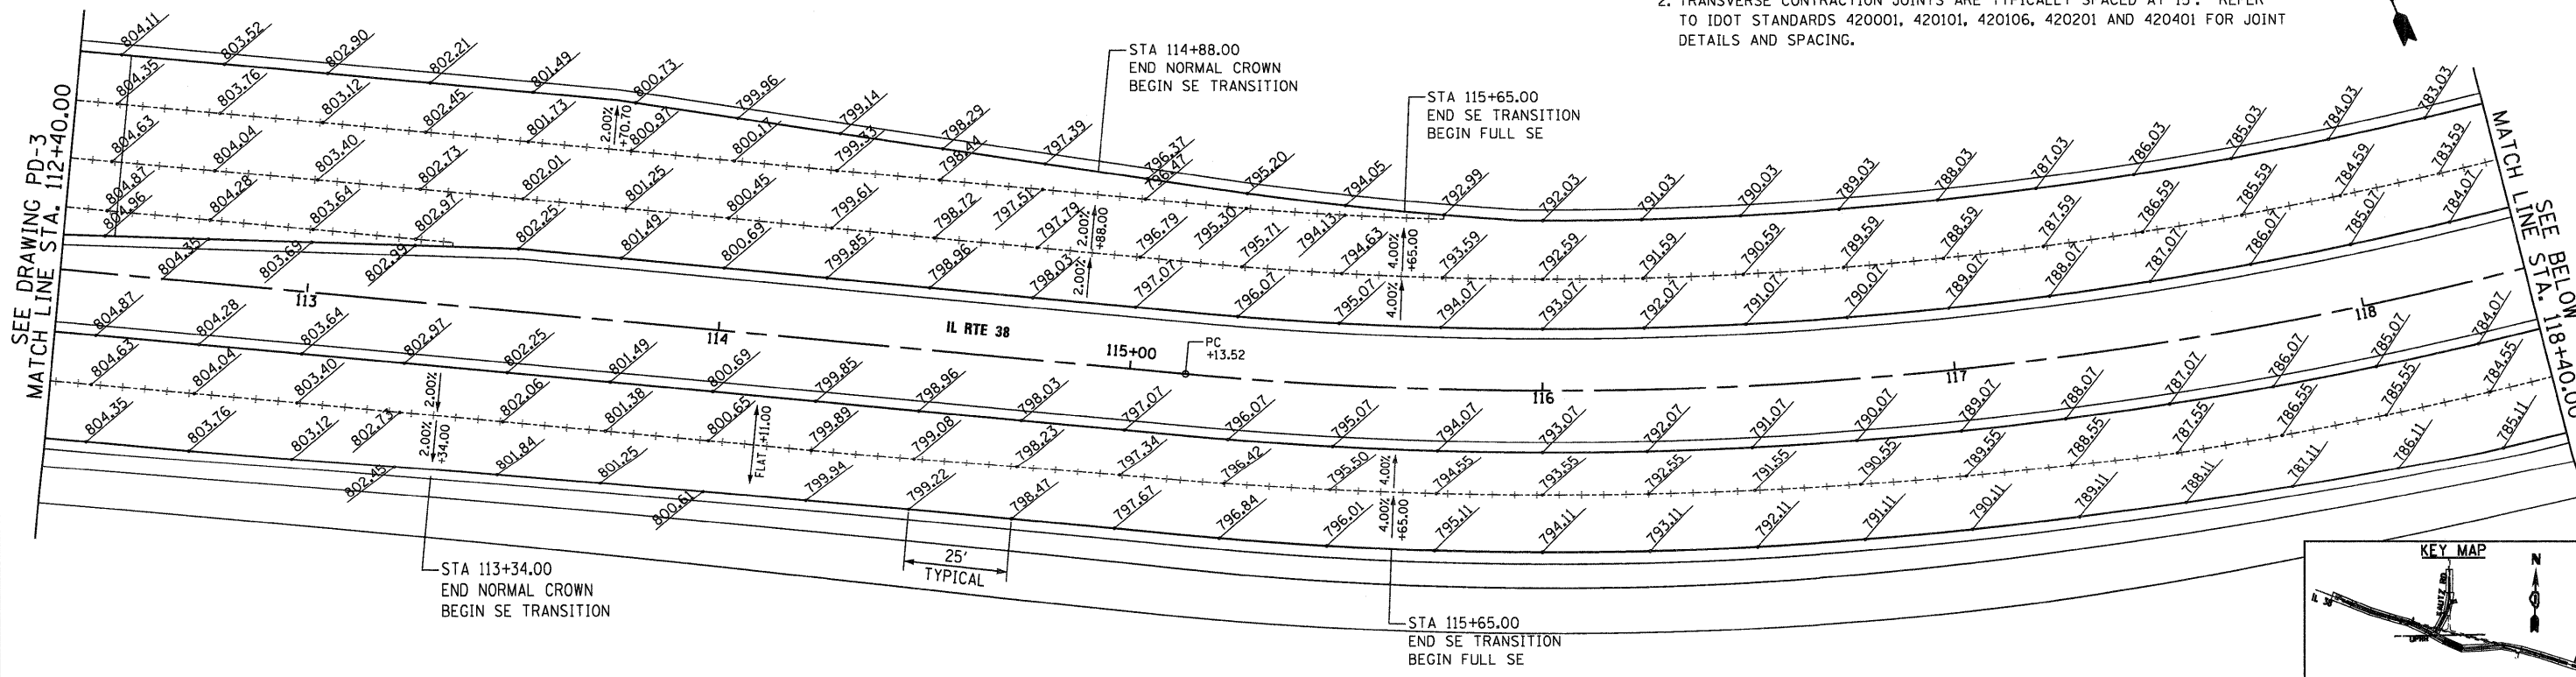 2. TRANSVERSE CONTRACTION JOINTS ARE TYPICALLY SPACED AT 15'. REFER
TO IDOT STANDARDS 420001, 420101, 420106, 420201 AND 420401 FOR JOINT
DETAILS AND SPACING.
SEE DRAWING PD-3
MATCH LINE STA. 112+40.00
804.11 803.52 802.90 802.21 801.49 800.73 799.96 799.14 798.29 797.39 796.37 795.20 794.05 792.99 792.03 791.03 790.03 789.03 788.03 787.03 786.03 785.03 784.03 783.03
804.35 803.76 803.12 802.45 801.73 800.97 800.17 799.33 798.44 797.51 796.47 795.30 794.13
804.63 804.04 803.40 802.73 802.01 801.25 800.45 799.61 798.72 797.79 796.79 795.71 794.63 793.59 792.59 791.59 790.59 789.59 788.59 787.59 786.59 785.59 784.59 783.59
804.87 804.28 803.64 802.97 802.25 801.49 800.69 799.85 798.96 798.03 797.07 796.07 795.07 794.07 793.07 792.07 791.07 790.07 789.07 788.07 787.07 786.07 785.07 784.07
804.96 804.35 803.69 802.99
2.00%
+70.70
STA 114+88.00
END NORMAL CROWN
BEGIN SE TRANSITION
STA 115+65.00
END SE TRANSITION
BEGIN FULL SE
2.00% 2.00%
+88.00
4.00% 4.00%
+65.00
113
114
IL RTE 38
115+00
PC
+13.52
116
117
118
804.87 804.28 803.64 802.97 802.25 801.49 800.69 799.85 798.96 798.03 797.07 796.07 795.07 794.07 793.07 792.07 791.07 790.07 789.07 788.07 787.07 786.07 785.07 784.07
804.63 804.04 803.40 802.73 802.06 801.38 800.65 799.89 799.08 798.23 797.34 796.42 795.50 794.55 793.55 792.55 791.55 790.55 789.55 788.55 787.55 786.55 785.55 784.55
804.35 803.76 803.12 802.45 801.84 801.25 800.61 799.94 799.22 798.47 797.67 796.84 796.01 795.11 794.11 793.11 792.11 791.11 790.11 789.11 788.11 787.11 786.11 785.11
2.00% 2.00%
+34.00
FLAT +11.00
4.00% 4.00%
+65.00
25'
TYPICAL
STA 113+34.00
END NORMAL CROWN
BEGIN SE TRANSITION
STA 115+65.00
END SE TRANSITION
BEGIN FULL SE
SEE BELOW
MATCH LINE STA. 118+40.00
KEY MAP
N
IL 38